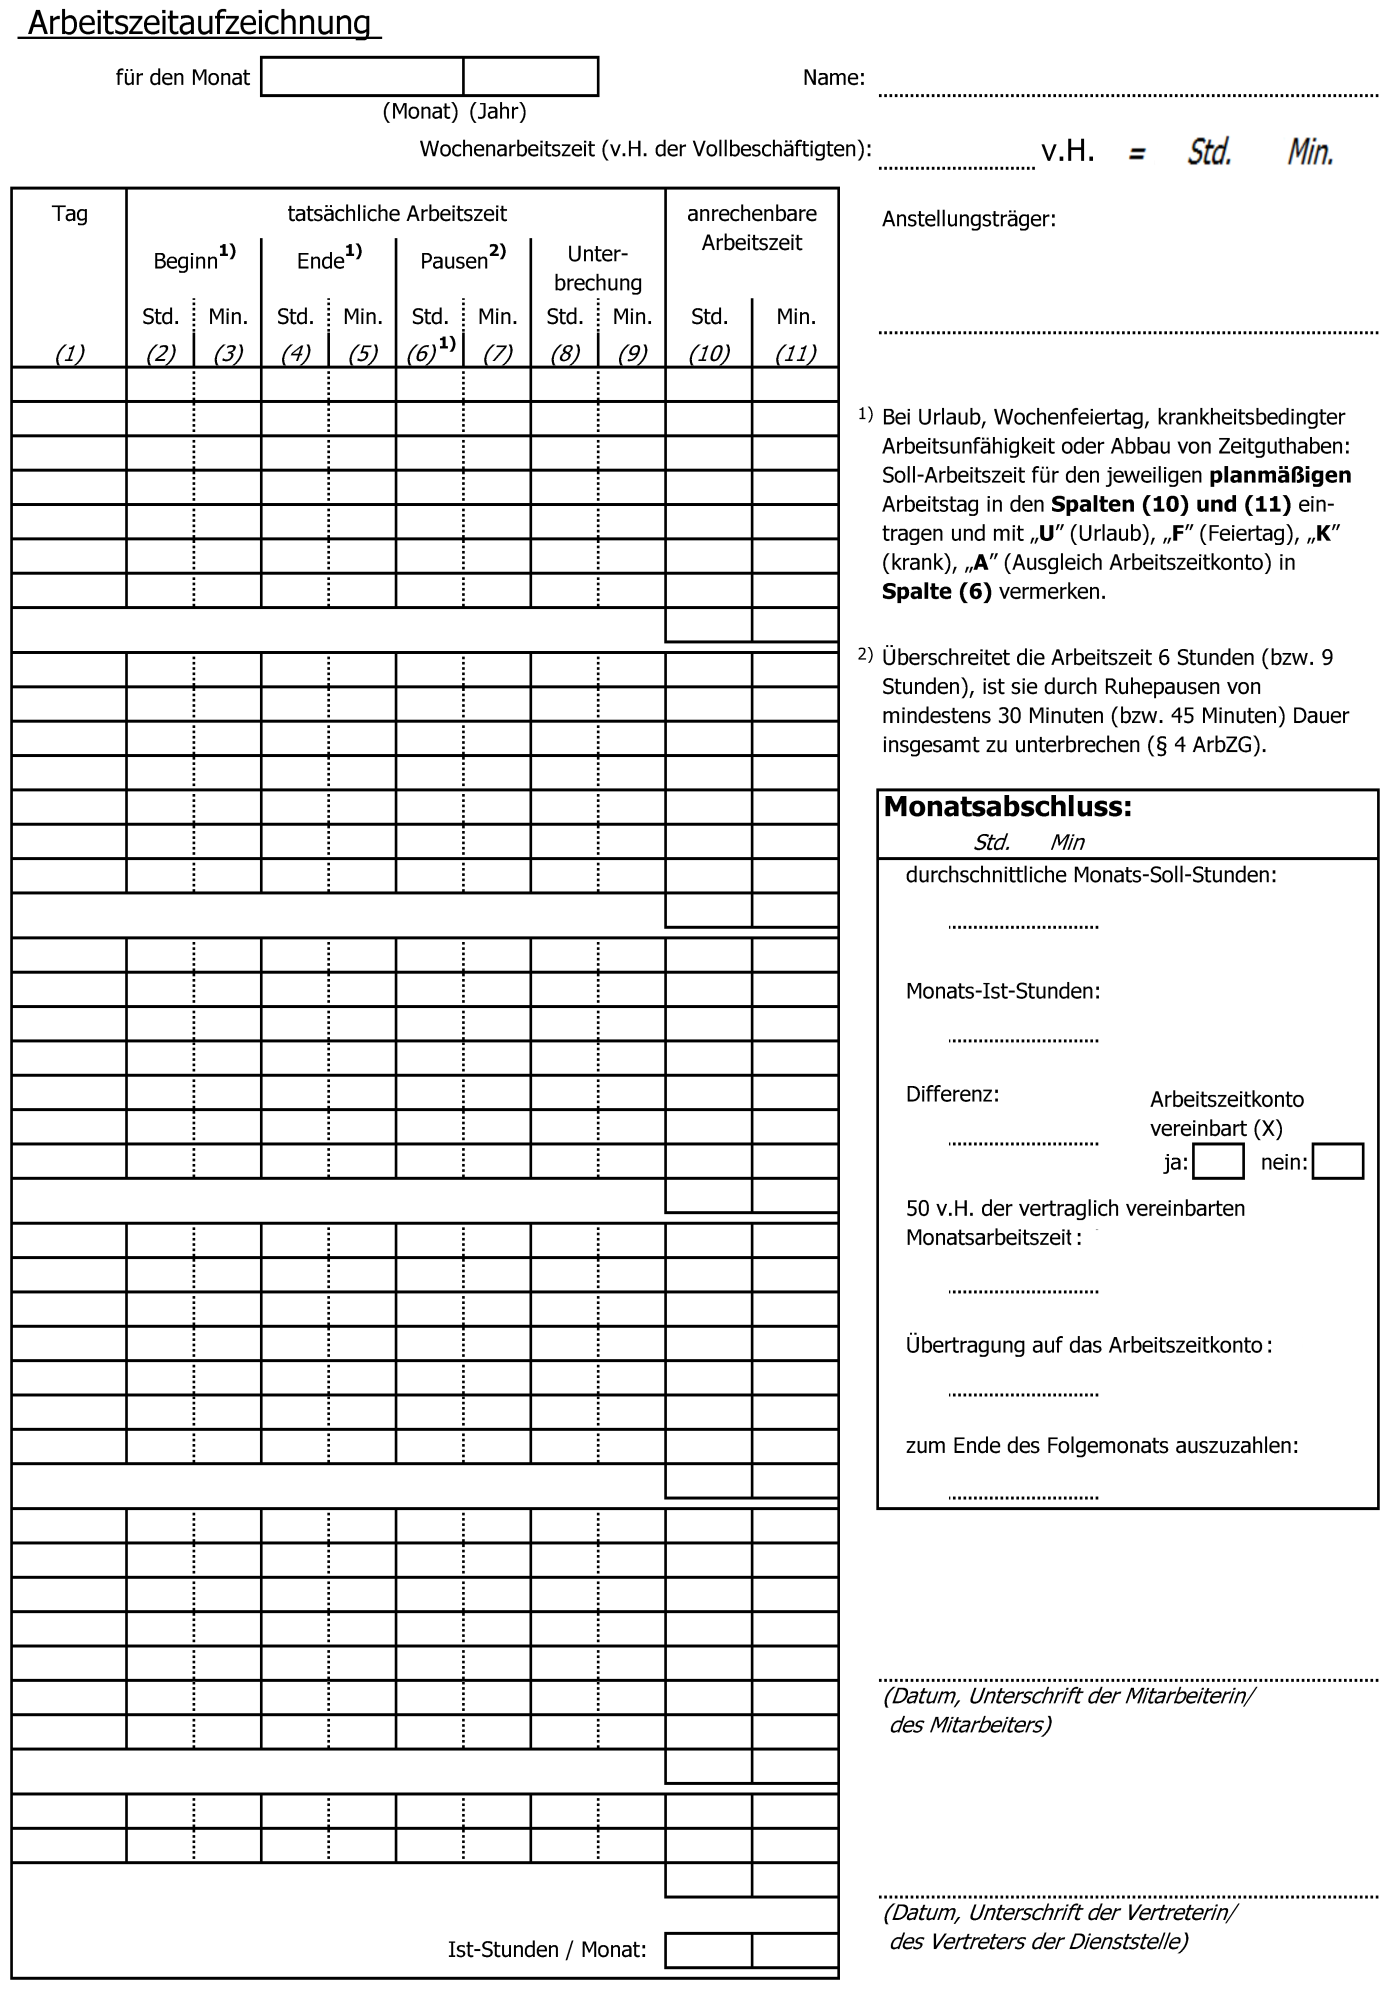 Arbeitszeitaufzeichnung
für den Monat
Name:
(Monat) (Jahr)
Wochenarbeitszeit (v.H. der Vollbeschäftigten): v.H. = Std. Min.
Tag
tatsächliche Arbeitszeit
anrechenbare
Arbeitszeit
Beginn1) Ende1) Pausen2) Unter-
brechung
Std. Min. Std. Min. Std. Min. Std. Min. Std. Min.
(1) (2) (3) (4) (5) (6)1) (7) (8) (9) (10) (11)
Ist-Stunden / Monat:
Anstellungsträger:
1) Bei Urlaub, Wochenfeiertag, krankheitsbedingter
Arbeitsunfähigkeit oder Abbau von Zeitguthaben:
Soll-Arbeitszeit für den jeweiligen planmäßigen
Arbeitstag in den Spalten (10) und (11) ein-
tragen und mit „U” (Urlaub), „F” (Feiertag), „K”
(krank), „A” (Ausgleich Arbeitszeitkonto) in
Spalte (6) vermerken.
2) Überschreitet die Arbeitszeit 6 Stunden (bzw. 9
Stunden), ist sie durch Ruhepausen von
mindestens 30 Minuten (bzw. 45 Minuten) Dauer
insgesamt zu unterbrechen (§ 4 ArbZG).
Monatsabschluss:
Std. Min
durchschnittliche Monats-Soll-Stunden:
Monats-Ist-Stunden:
Differenz:
Arbeitszeitkonto
vereinbart (X)
ja: nein:
50 v.H. der vertraglich vereinbarten
Monatsarbeitszeit:
Übertragung auf das Arbeitszeitkonto:
zum Ende des Folgemonats auszuzahlen:
(Datum, Unterschrift der Mitarbeiterin/
des Mitarbeiters)
(Datum, Unterschrift der Vertreterin/
des Vertreters der Dienststelle)